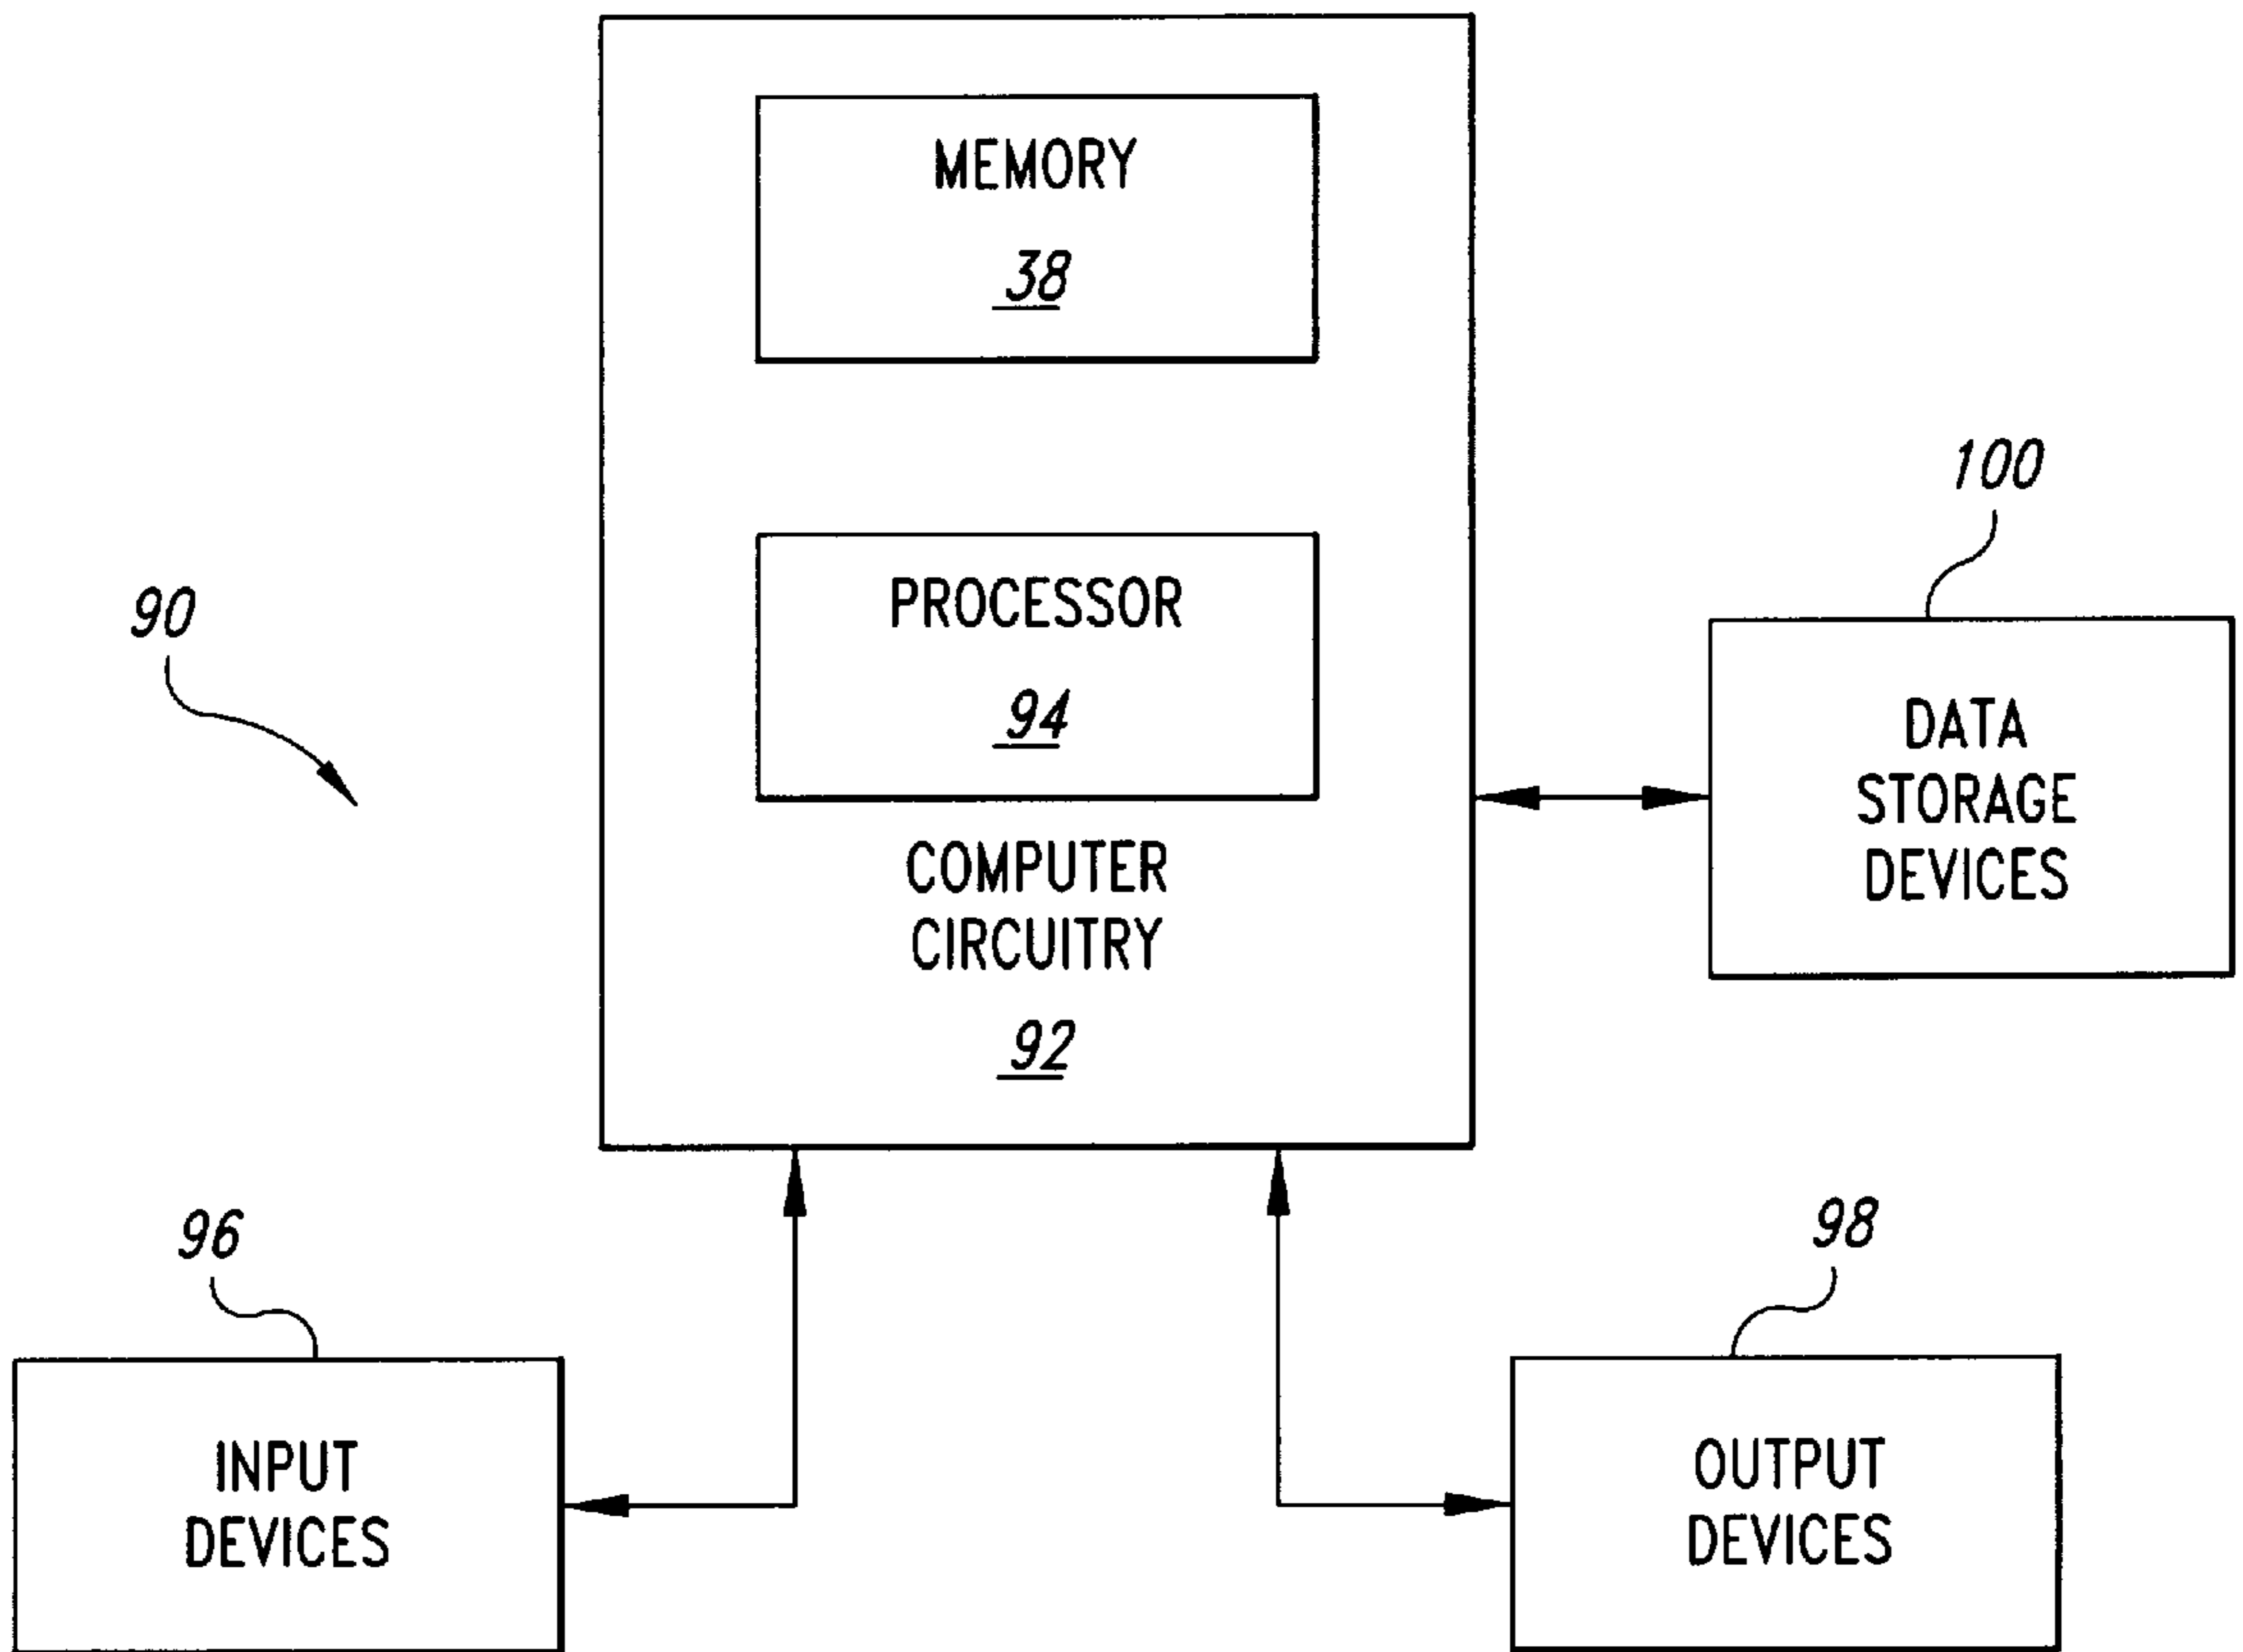 MEMORY
38
100
90
PROCESSOR
94
DATA
STORAGE
DEVICES
COMPUTER
CIRCUITRY
92
96
98
INPUT
DEVICES
OUTPUT
DEVICES